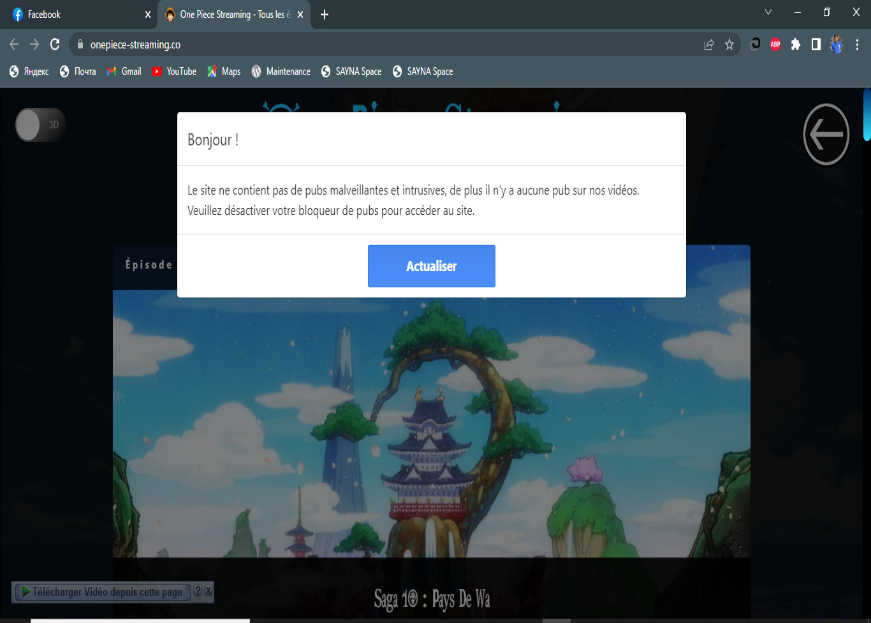 Facebook
One Piece Streaming - Tous les é
onepiece-streaming.co
ABP
Яндекс
Почта
Gmail
YouTube
Maps
Maintenance
SAYNA Space
SAYNA Space
3D
Bonjour !
Le site ne contient pas de pubs malveillantes et intrusives, de plus il n'y a aucune pub sur nos vidéos.
Veuillez désactiver votre bloqueur de pubs pour accéder au site.
Actualiser
Épisode
Télécharger Vidéo depuis cette page ? X
Saga 10 : Pays De Wa